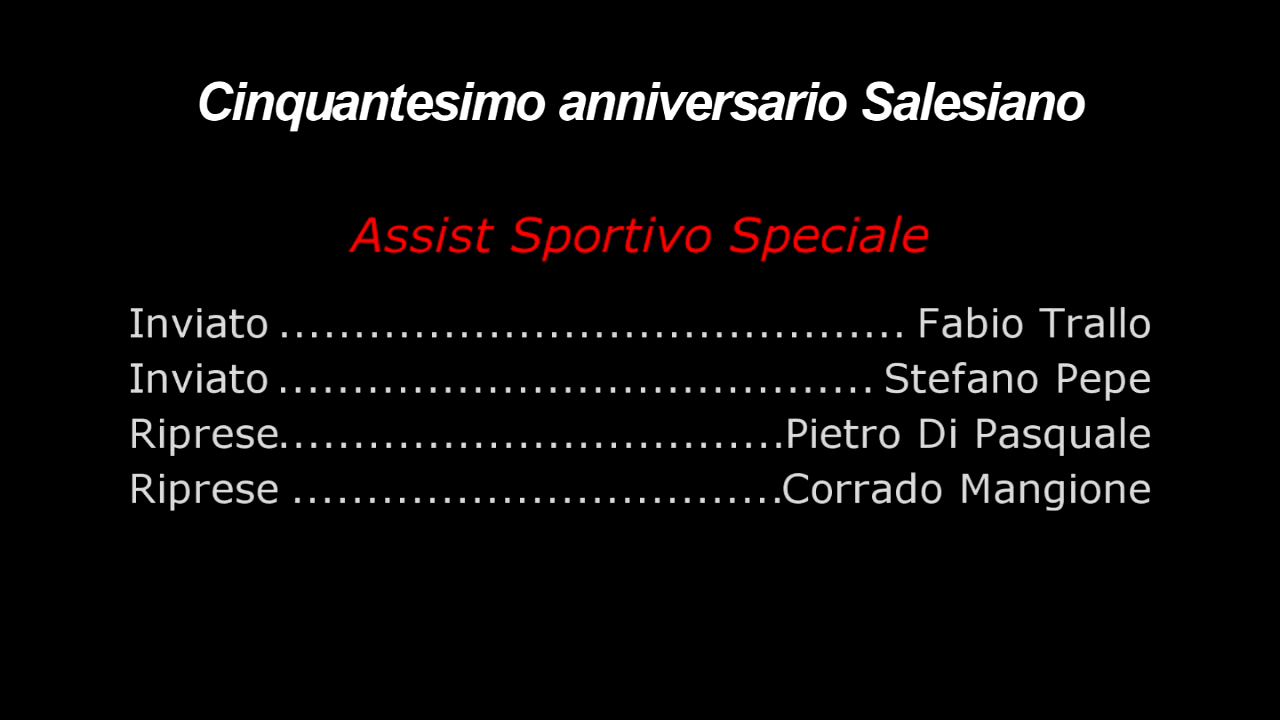 Cinquantesimo anniversario Salesiano
Assist Sportivo Speciale
Inviato .......................................... Fabio Trallo
Inviato ........................................ Stefano Pepe
Riprese..................................Pietro Di Pasquale
Riprese .................................Corrado Mangione